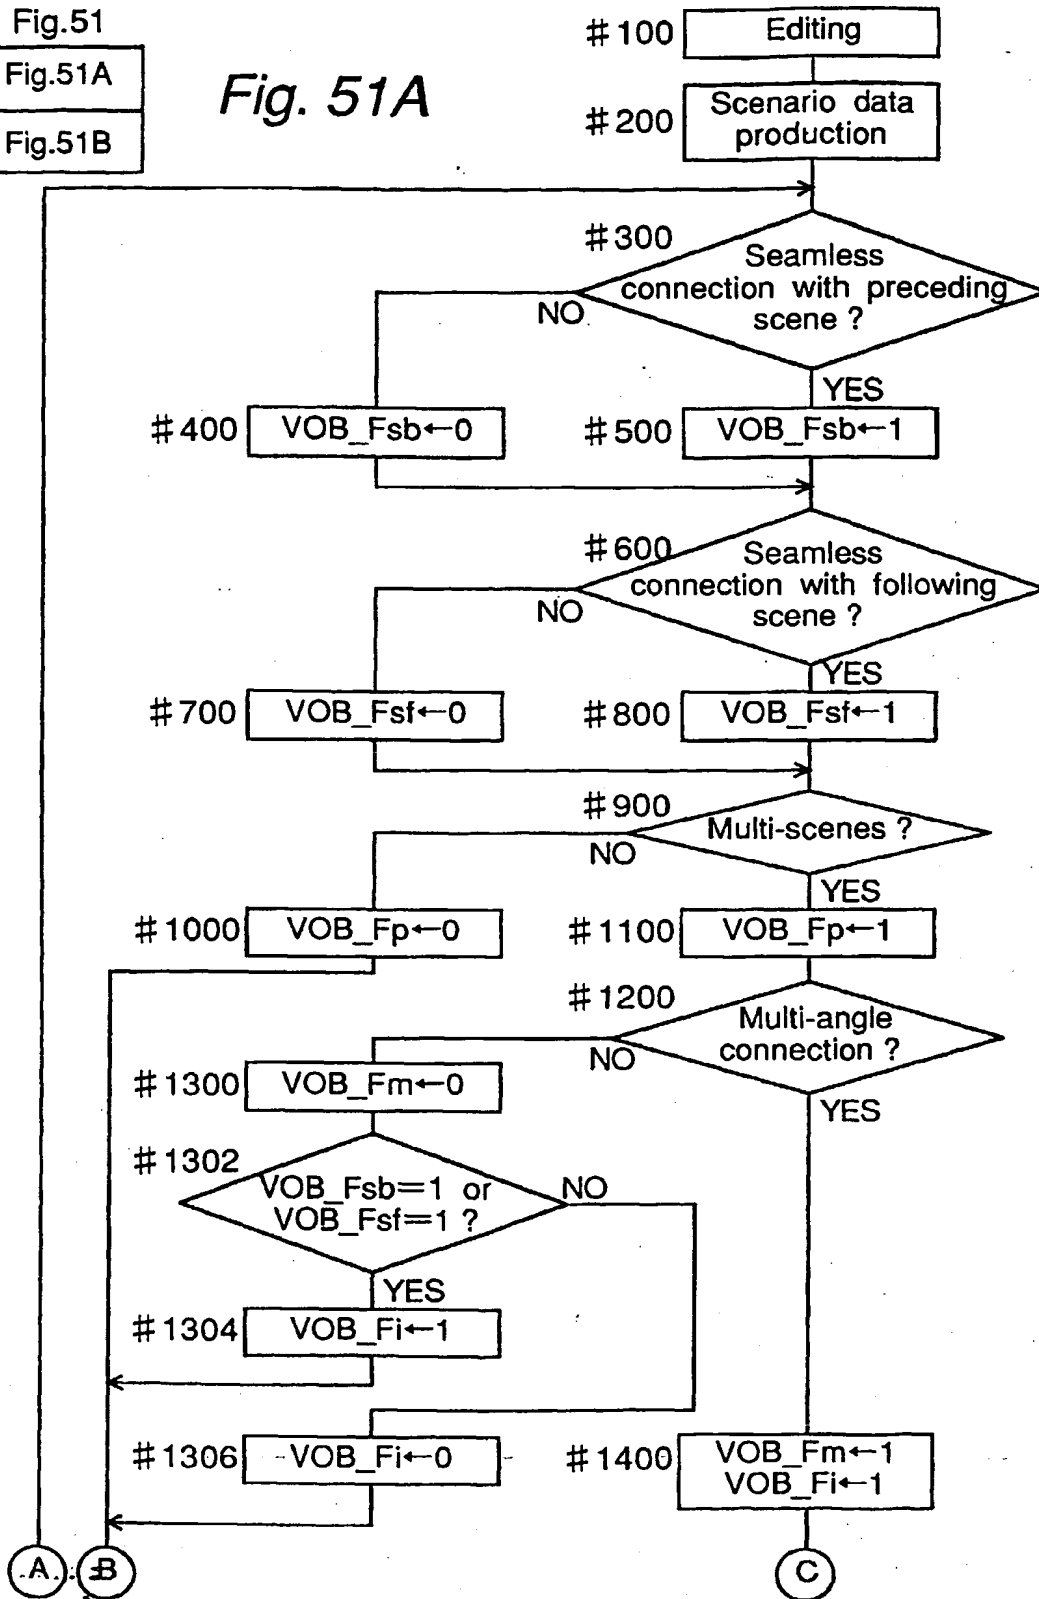 Fig.51
Fig.51A
Fig.51B
Fig. 51A
#100 Editing
#200 Scenario data
production
#300
Seamless
connection with preceding
scene ?
NO
YES
#400 VOB_Fsb←0
#500 VOB_Fsb←1
#600
Seamless
connection with following
scene ?
NO
YES
#700 VOB_Fsf←0
#800 VOB_Fsf←1
#900
Multi-scenes ?
NO
YES
#1000 VOB_Fp←0
#1100 VOB_Fp←1
#1200
Multi-angle
connection ?
NO
YES
#1300 VOB_Fm←0
#1302
VOB_Fsb=1 or
VOB_Fsf=1 ?
NO
YES
#1304 VOB_Fi←1
#1306 VOB_Fi←0
#1400 VOB_Fm←1
VOB_Fi←1
A
B
C